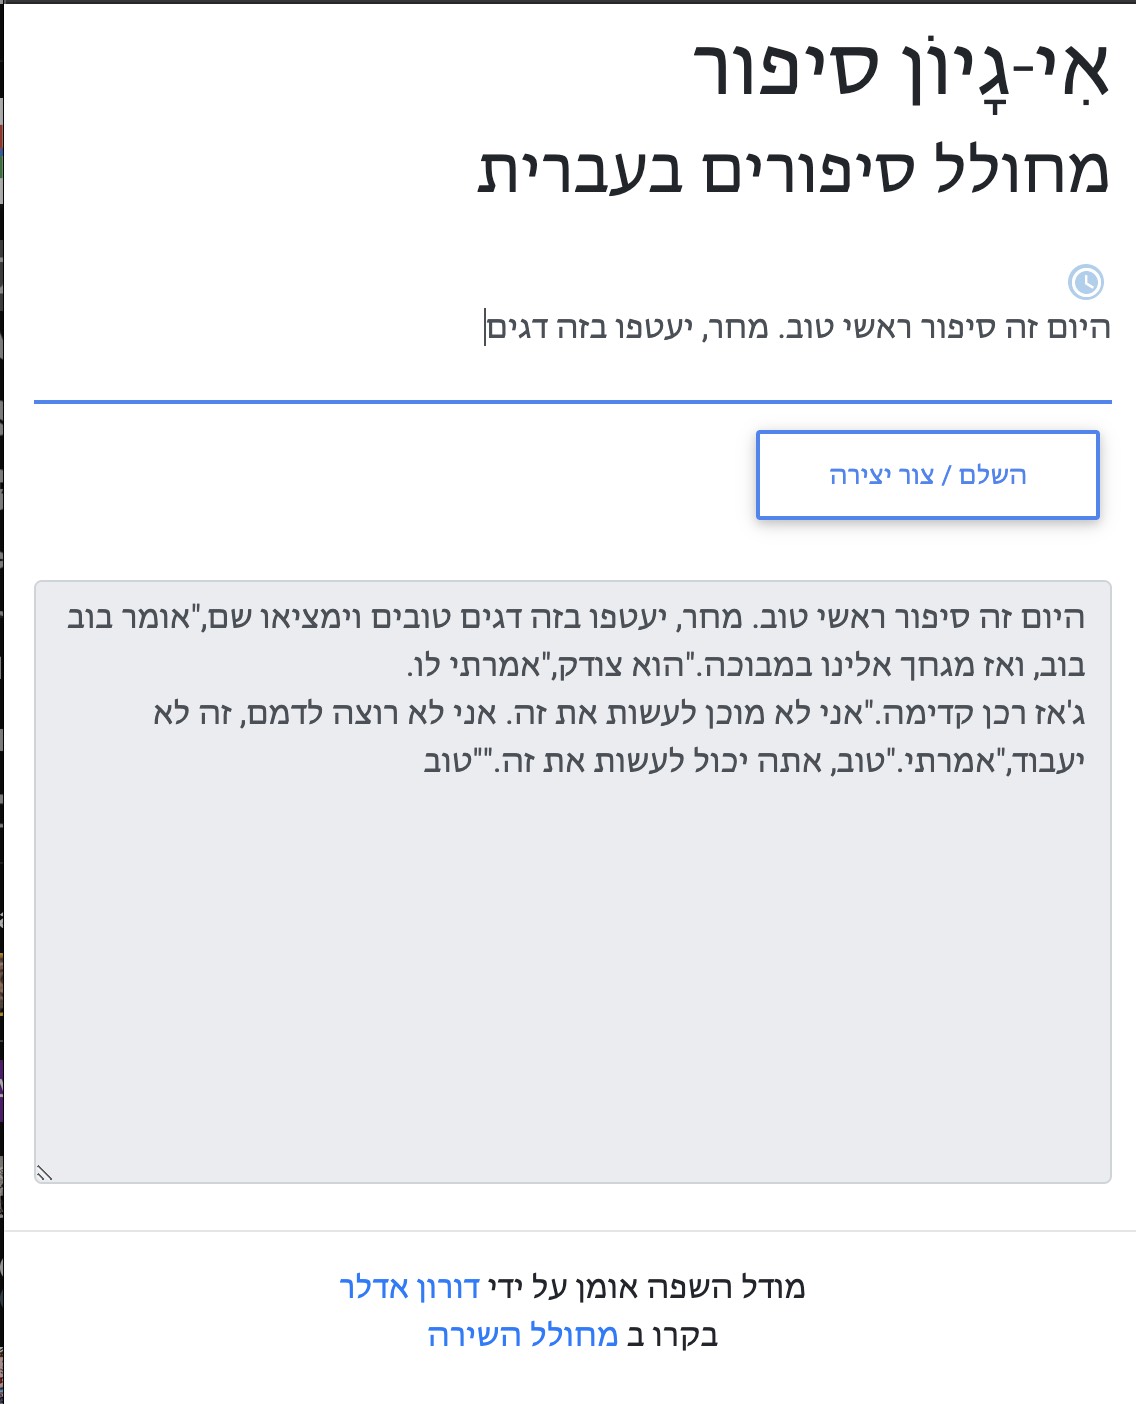 אִי-גָיוֹן סיפור
מחולל סיפורים בעברית
היום זה סיפור ראשי טוב. מחר, יעטפו בזה דגים
השלם / צור יצירה
היום זה סיפור ראשי טוב. מחר, יעטפו בזה דגים טובים וימציאו שם,"אומר בוב
בוב, ואז מגחך אלינו במבוכה."הוא צודק,"אמרתי לו.
ג'אז רכן קדימה."אני לא מוכן לעשות את זה. אני לא רוצה לדמם, זה לא
יעבוד,"אמרתי."טוב, אתה יכול לעשות את זה.""טוב
מודל השפה אומן על ידי דורון אדלר
בקרו ב מחולל השירה